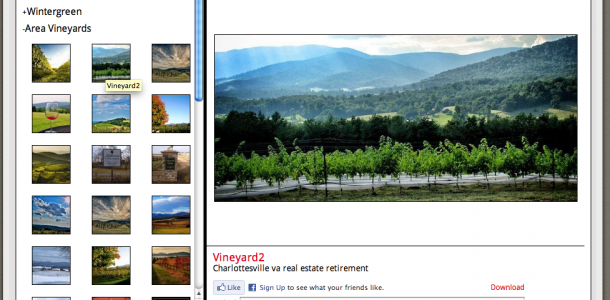 +Wintergreen
-Area Vineyards
Vineyard2
Vineyard2
Charlottesville va real estate retirement
Like
Sign Up to see what your friends like.
Download